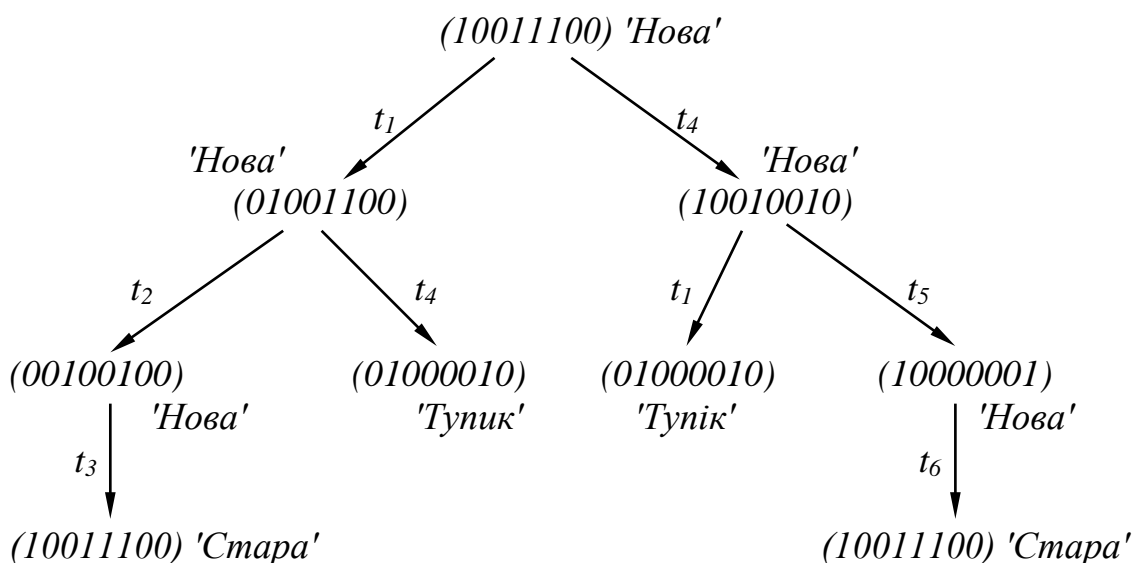 (10011100) 'Нова'
t1 t4
'Нова' 'Нова'
(01001100) (10010010)
t2 t4 t1 t5
(00100100) (01000010) (01000010) (10000001)
'Нова' 'Тупик' 'Тупік' 'Нова'
t3 t6
(10011100) 'Стара' (10011100) 'Стара'